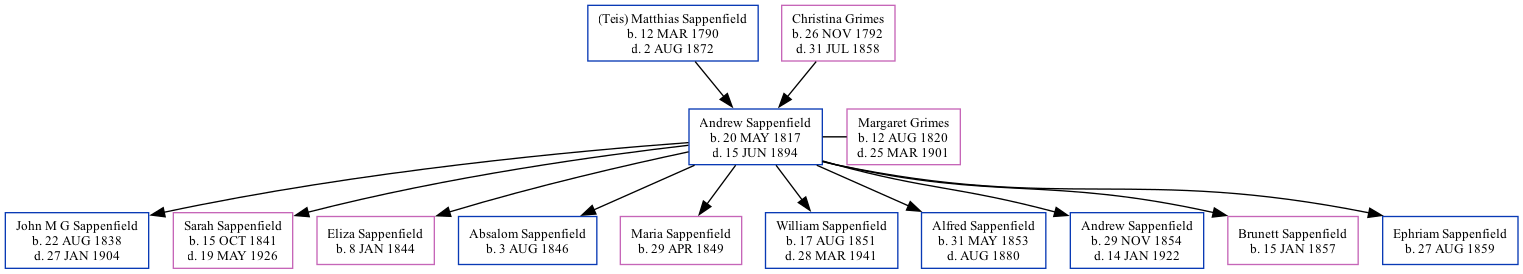 (Teis) Matthias Sappenfield
b. 12 MAR 1790
d. 2 AUG 1872
Christina Grimes
b. 26 NOV 1792
d. 31 JUL 1858
Andrew Sappenfield
b. 20 MAY 1817
d. 15 JUN 1894
Margaret Grimes
b. 12 AUG 1820
d. 25 MAR 1901
John M G Sappenfield
b. 22 AUG 1838
d. 27 JAN 1904
Sarah Sappenfield
b. 15 OCT 1841
d. 19 MAY 1926
Eliza Sappenfield
b. 8 JAN 1844
Absalom Sappenfield
b. 3 AUG 1846
Maria Sappenfield
b. 29 APR 1849
William Sappenfield
b. 17 AUG 1851
d. 28 MAR 1941
Alfred Sappenfield
b. 31 MAY 1853
d. AUG 1880
Andrew Sappenfield
b. 29 NOV 1854
d. 14 JAN 1922
Brunett Sappenfield
b. 15 JAN 1857
Ephriam Sappenfield
b. 27 AUG 1859